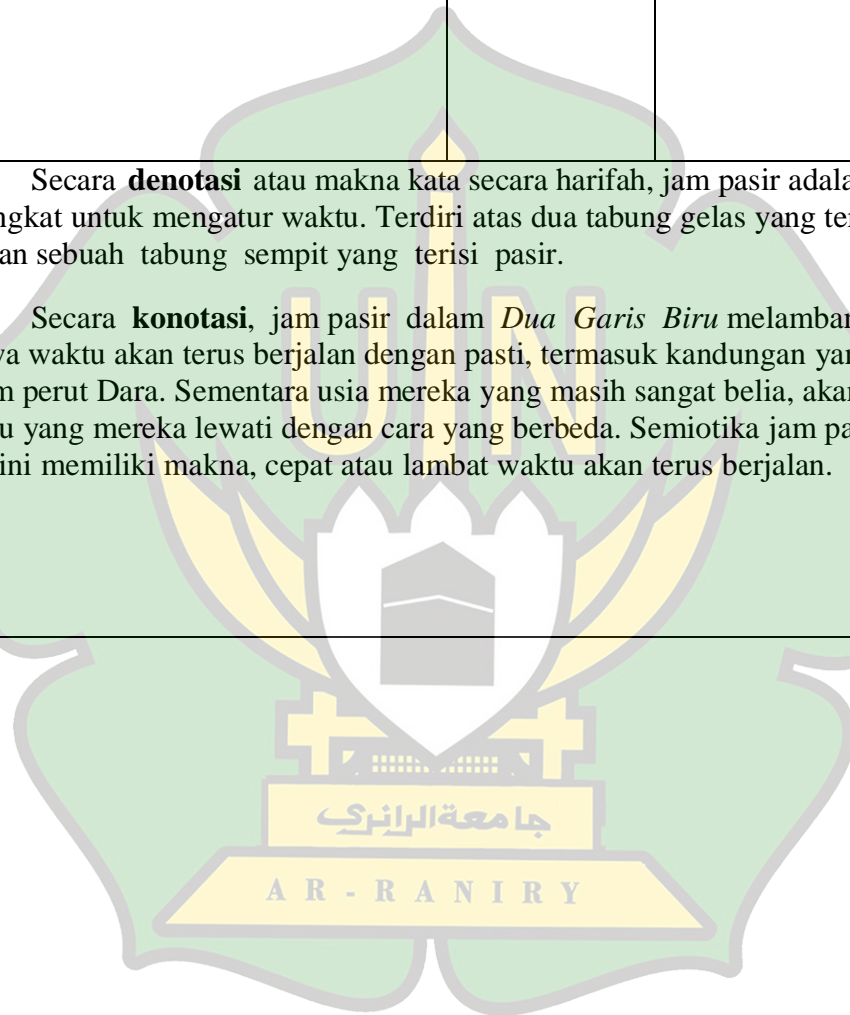 Secara denotasi atau makna kata secara harifah, jam pasir adala
ngkat untuk mengatur waktu. Terdiri atas dua tabung gelas yang ter
an sebuah tabung sempit yang terisi pasir.
Secara konotasi, jam pasir dalam Dua Garis Biru melamban
va waktu akan terus berjalan dengan pasti, termasuk kandungan yan
m perut Dara. Sementara usia mereka yang masih sangat belia, akan
u yang mereka lewati dengan cara yang berbeda. Semiotika jam pa
ini memiliki makna, cepat atau lambat waktu akan terus berjalan.
UIN
جامعةالرانري
AR-RANIRY